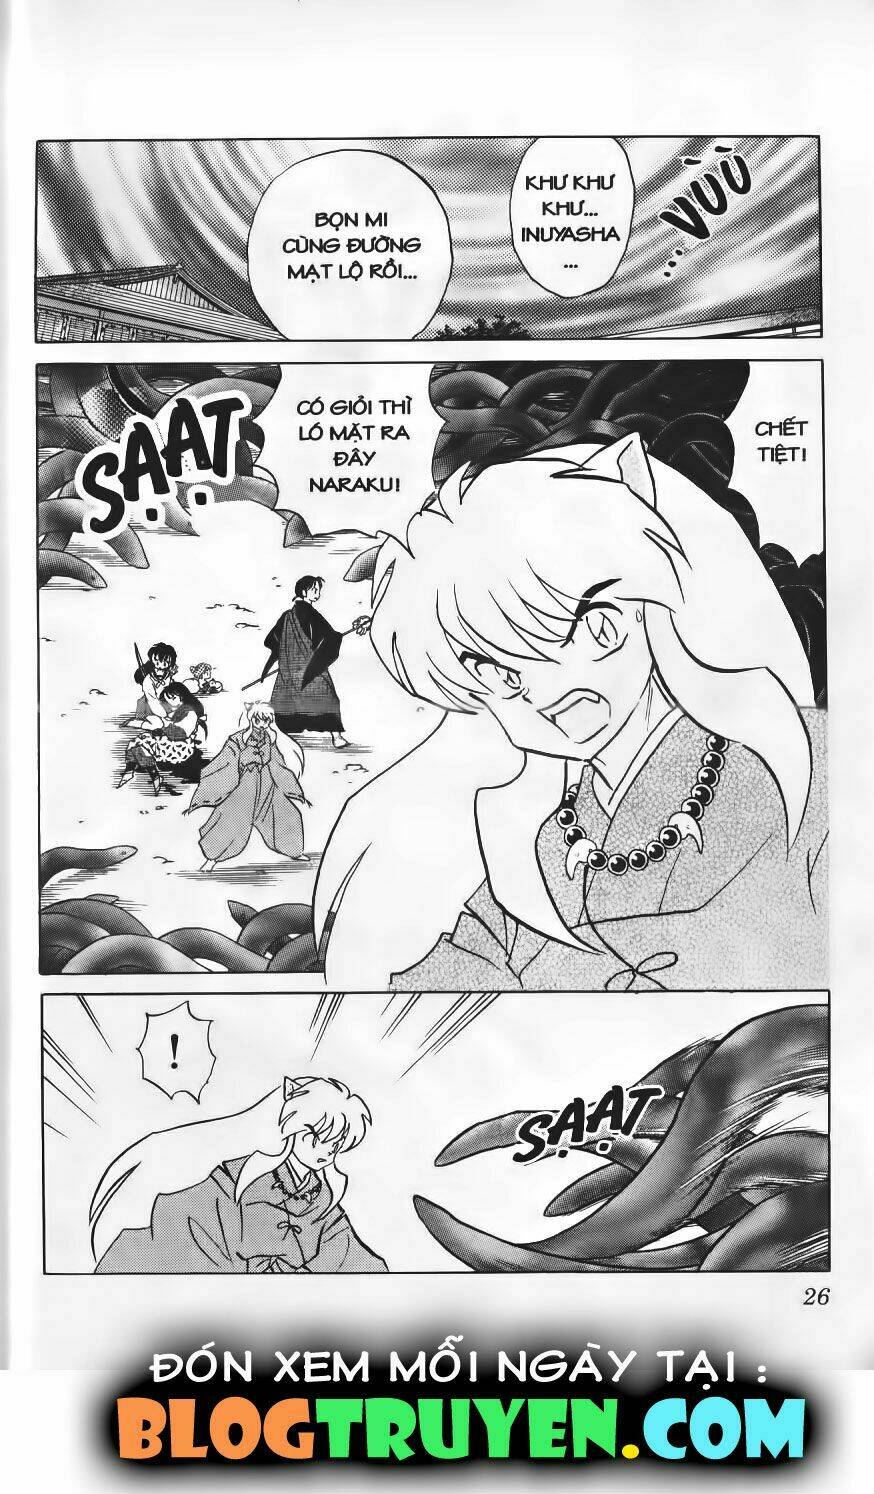 KHƯ KHƯ
KHƯ...
INUYASHA
...
...VÙÙ
BỌN MI
CÙNG ĐƯỜNG
MẠT LỘ RỒI...
CHẾT
TIỆT!
CÓ GIỎI THÌ
LÓ MẶT RA
ĐÂY
NARAKU!
SẠẠT
SẠẠT
!
26
ĐÓN XEM MỖI NGÀY TẠI :
BLOGTRUYEN.COM